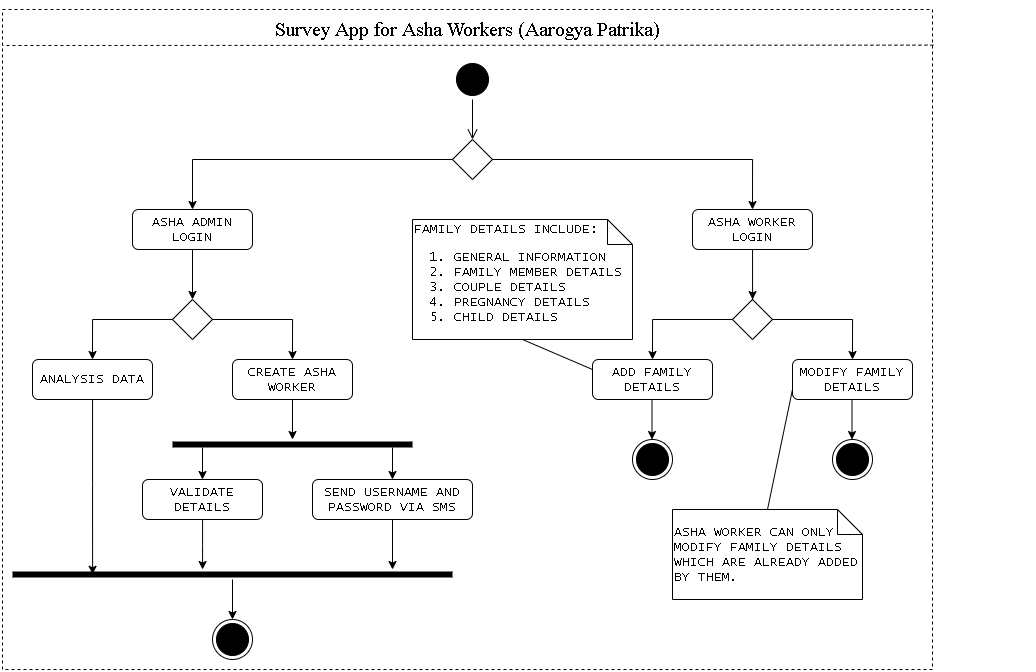 Survey App for Asha Workers (Aarogya Patrika)
ASHA ADMIN
LOGIN
ASHA WORKER
LOGIN
FAMILY DETAILS INCLUDE:
1. GENERAL INFORMATION
2. FAMILY MEMBER DETAILS
3. COUPLE DETAILS
4. PREGNANCY DETAILS
5. CHILD DETAILS
ANALYSIS DATA
CREATE ASHA
WORKER
ADD FAMILY
DETAILS
MODIFY FAMILY
DETAILS
VALIDATE
DETAILS
SEND USERNAME AND
PASSWORD VIA SMS
ASHA WORKER CAN ONLY
MODIFY FAMILY DETAILS
WHICH ARE ALREADY ADDED
BY THEM.